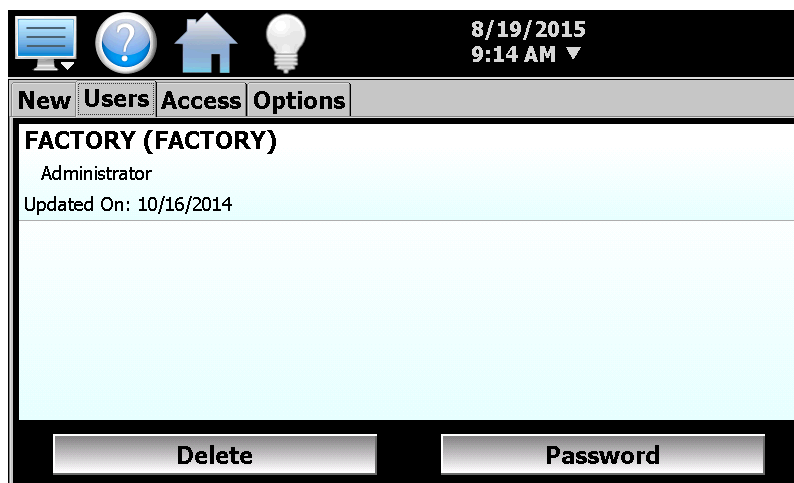 ?
8/19/2015
9:14 AM ▼
New Users Access Options
FACTORY (FACTORY)
Administrator
Updated On: 10/16/2014
Delete Password